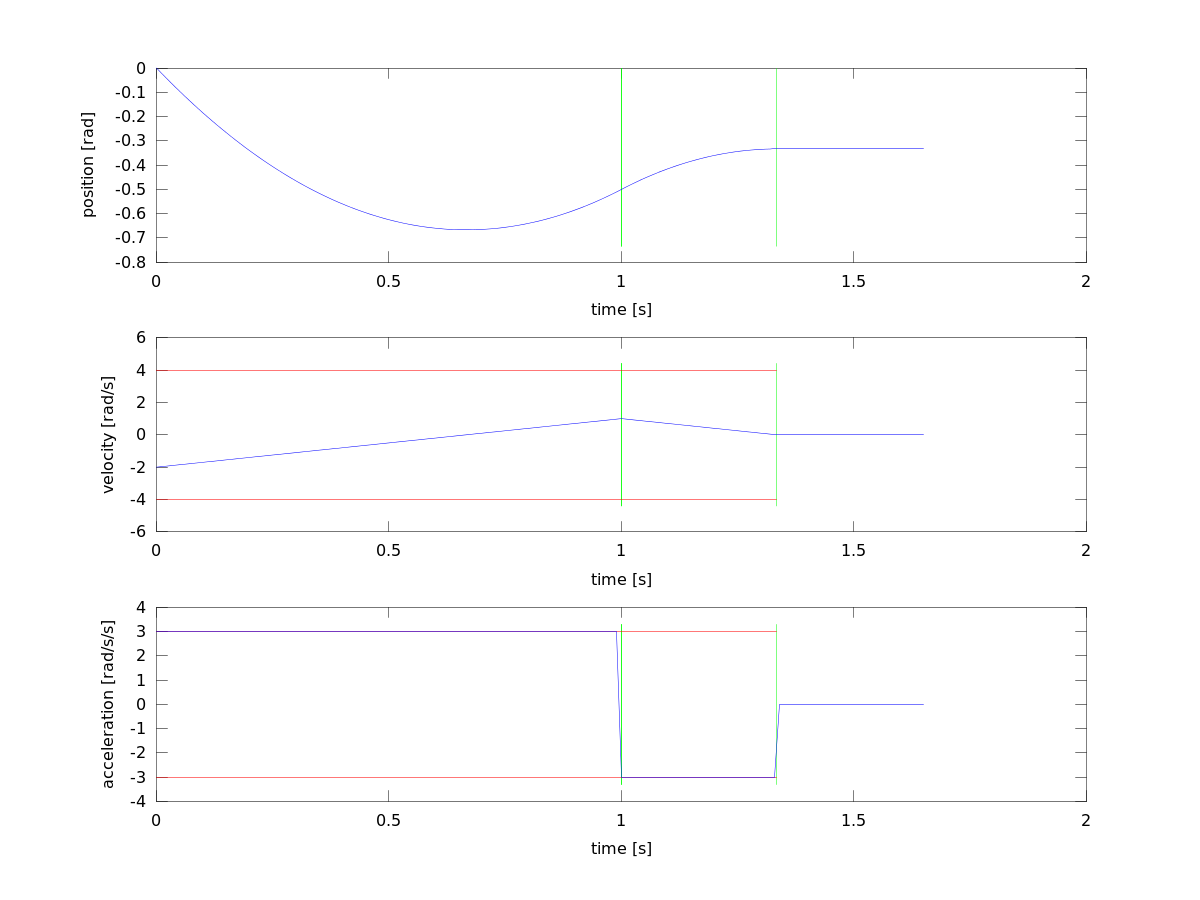 0
-0.1
-0.2
-0.3
-0.4
-0.5
-0.6
-0.7
-0.8
position [rad]
0 0.5 1 1.5 2
time [s]
6
4
2
0
-2
-4
-6
velocity [rad/s]
0 0.5 1 1.5 2
time [s]
4
3
2
1
0
-1
-2
-3
-4
acceleration [rad/s/s]
0 0.5 1 1.5 2
time [s]